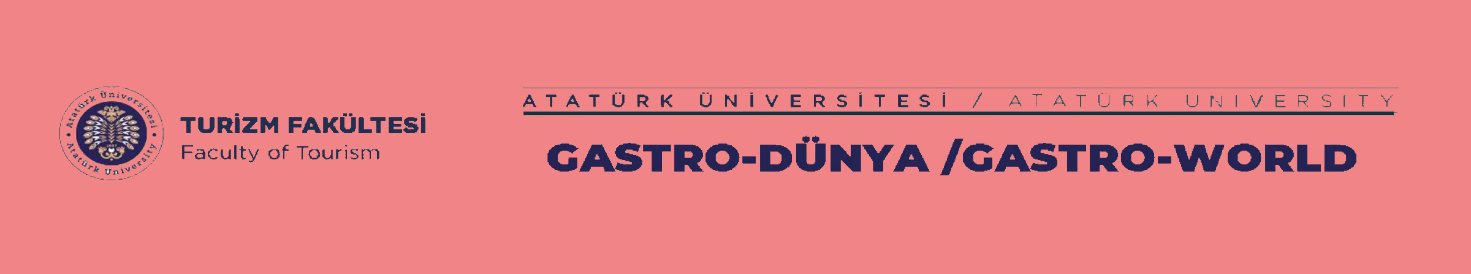 Atatürk Üniversitesi
Atatürk University
TURİZM FAKÜLTESİ
Faculty of Tourism
ATATÜRK ÜNİVERSİTESİ / ATATÜRK UNIVERSITY
GASTRO-DÜNYA /GASTRO-WORLD